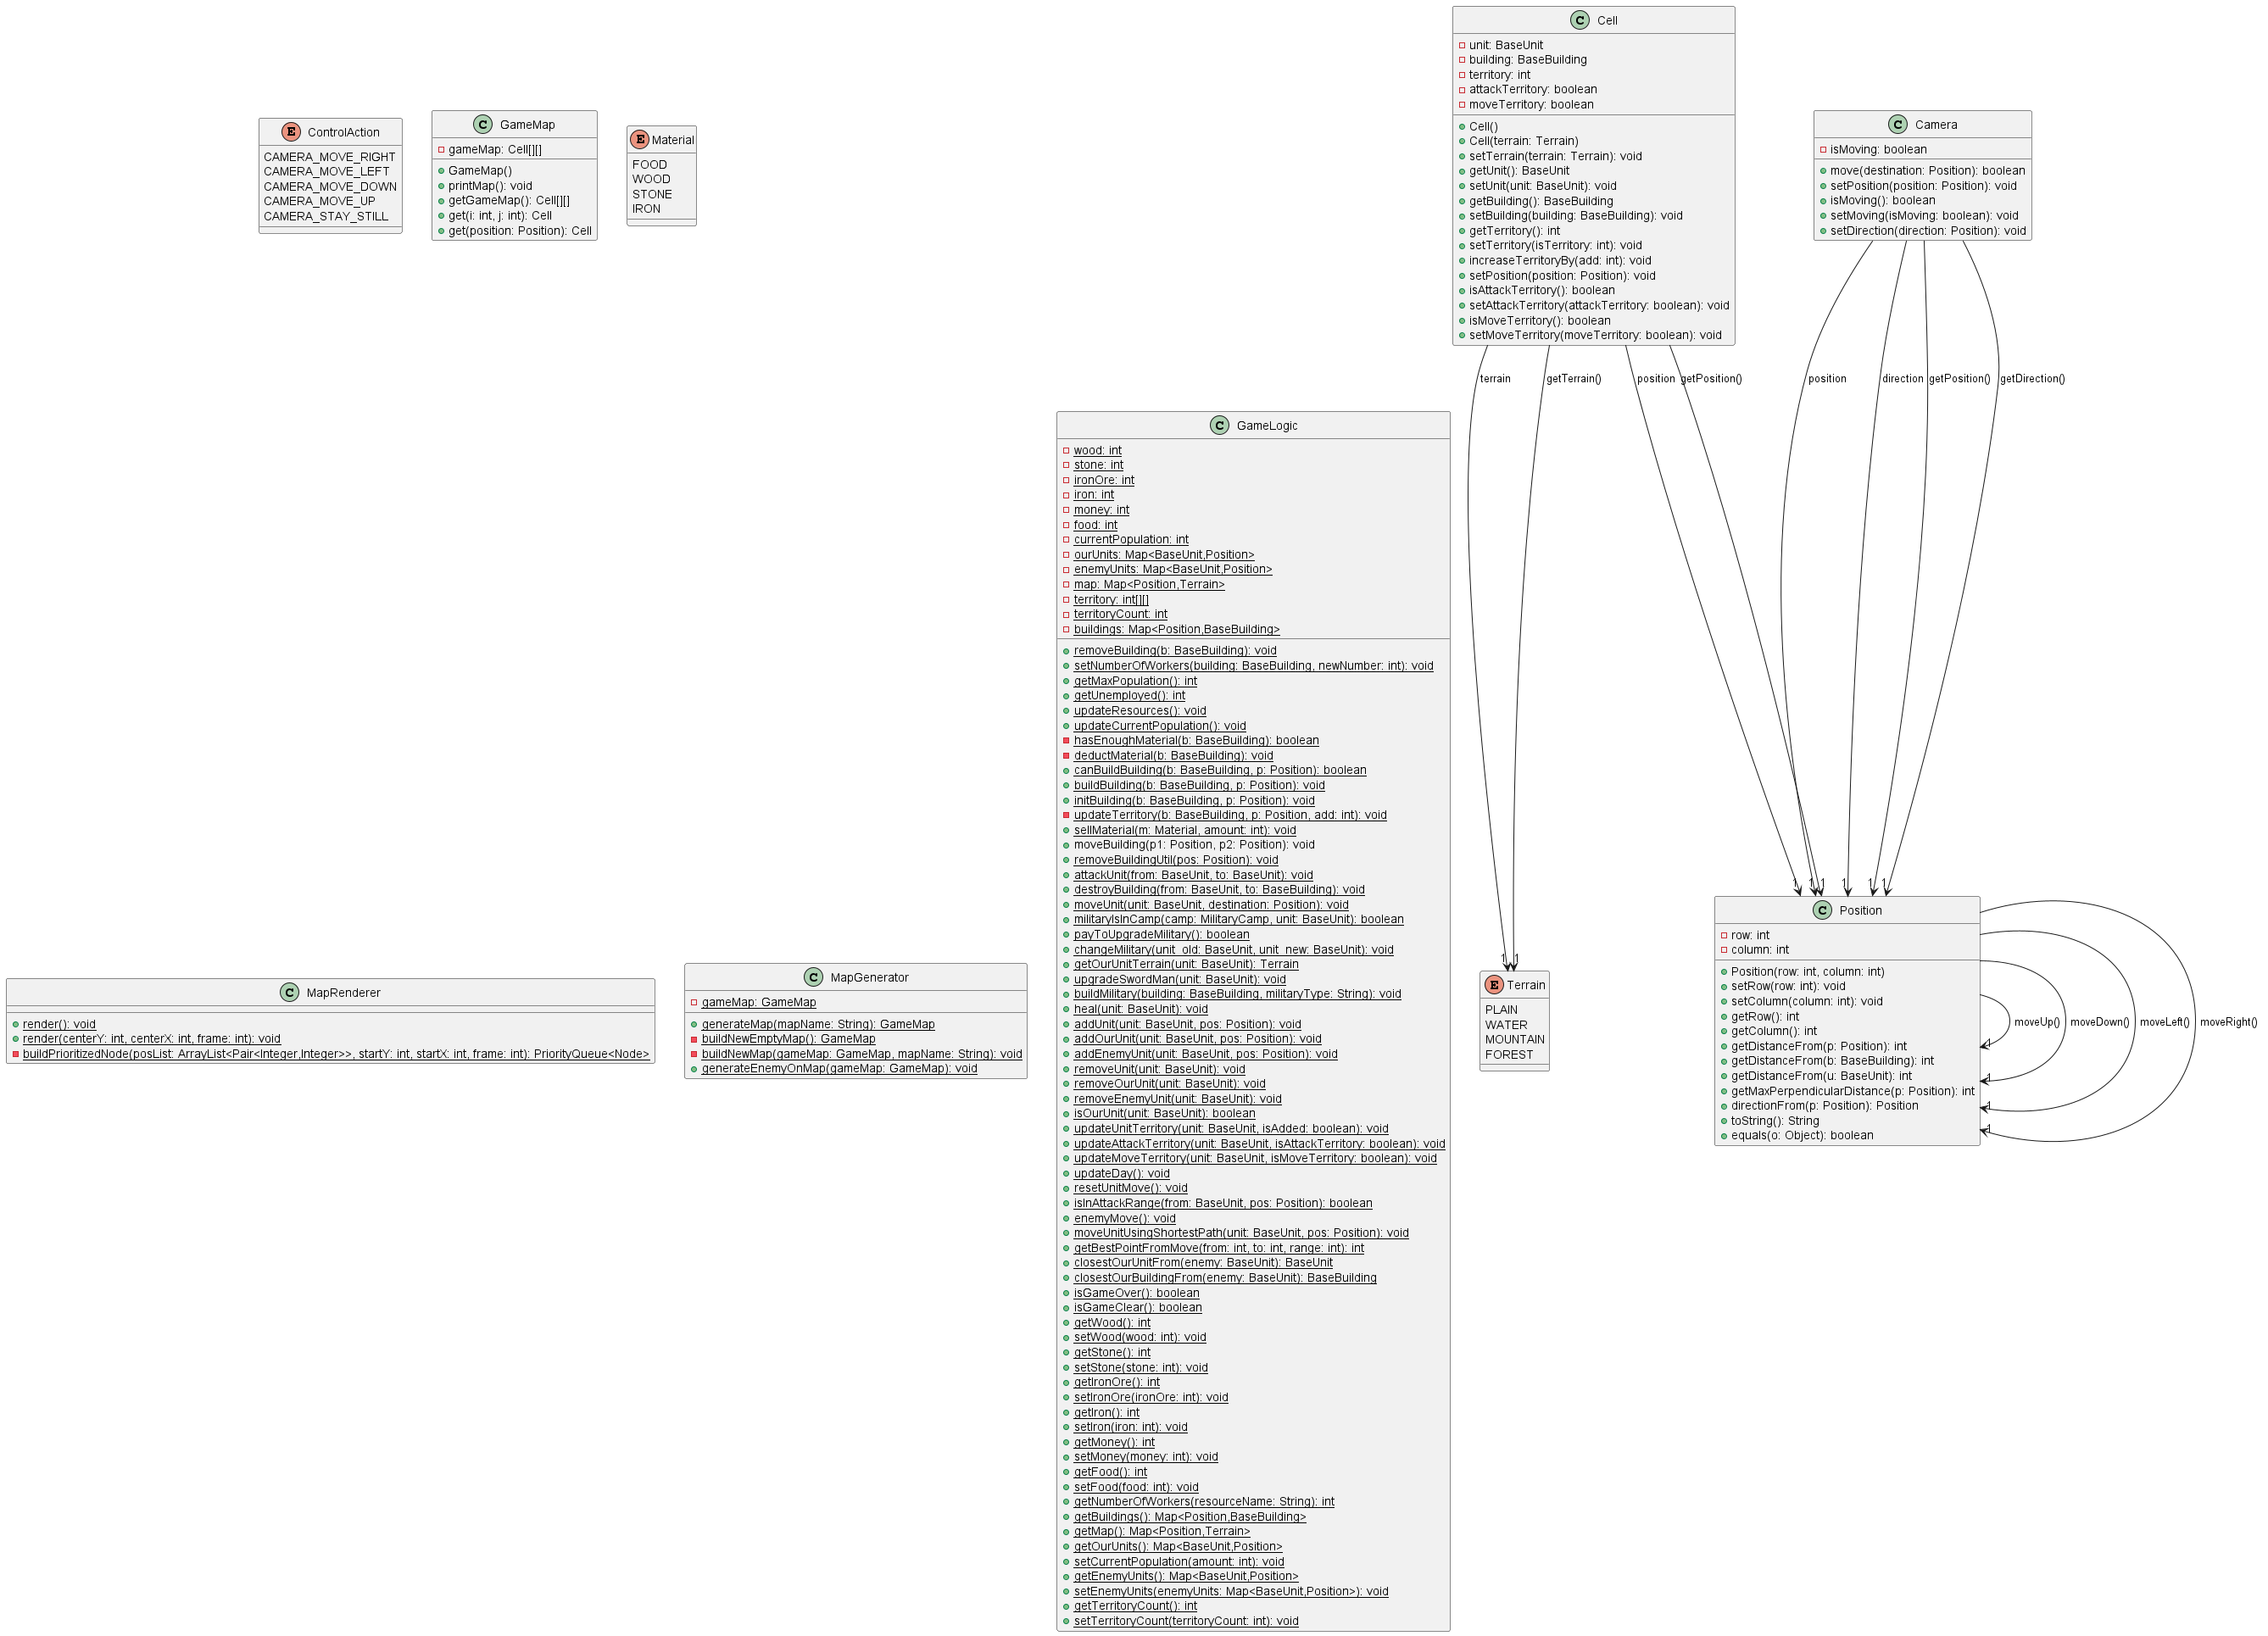 C Cell
unit: BaseUnit
building: BaseBuilding
territory: int
attackTerritory: boolean
moveTerritory: boolean
Cell()
Cell(terrain: Terrain)
setTerrain(terrain: Terrain): void
getUnit(): BaseUnit
setUnit(unit: BaseUnit): void
getBuilding(): BaseBuilding
setBuilding(building: BaseBuilding): void
getTerritory(): int
setTerritory(isTerritory: int): void
increaseTerritoryBy(add: int): void
setPosition(position: Position): void
isAttackTerritory(): boolean
setAttackTerritory(attackTerritory: boolean): void
isMoveTerritory(): boolean
setMoveTerritory(moveTerritory: boolean): void
E ControlAction
CAMERA_MOVE_RIGHT
CAMERA_MOVE_LEFT
CAMERA_MOVE_DOWN
CAMERA_MOVE_UP
CAMERA_STAY_STILL
C GameMap
gameMap: Cell[][]
GameMap()
printMap(): void
getGameMap(): Cell[][]
get(i: int, j: int): Cell
get(position: Position): Cell
E Material
FOOD
WOOD
STONE
IRON
C Camera
isMoving: boolean
move(destination: Position): boolean
setPosition(position: Position): void
isMoving(): boolean
setMoving(isMoving: boolean): void
setDirection(direction: Position): void
terrain
getTerrain()
position
getPosition()
position
direction
getPosition()
getDirection()
C GameLogic
wood: int
stone: int
ironOre: int
iron: int
money: int
food: int
currentPopulation: int
ourUnits: Map<BaseUnit,Position>
enemyUnits: Map<BaseUnit,Position>
map: Map<Position,Terrain>
territory: int[][]
territoryCount: int
buildings: Map<Position,BaseBuilding>
removeBuilding(b: BaseBuilding): void
setNumberOfWorkers(building: BaseBuilding, newNumber: int): void
getMaxPopulation(): int
getUnemployed(): int
updateResources(): void
updateCurrentPopulation(): void
hasEnoughMaterial(b: BaseBuilding): boolean
deductMaterial(b: BaseBuilding): void
canBuildBuilding(b: BaseBuilding, p: Position): boolean
buildBuilding(b: BaseBuilding, p: Position): void
initBuilding(b: BaseBuilding, p: Position): void
updateTerritory(b: BaseBuilding, p: Position, add: int): void
sellMaterial(m: Material, amount: int): void
moveBuilding(p1: Position, p2: Position): void
removeBuildingUtil(pos: Position): void
attackUnit(from: BaseUnit, to: BaseUnit): void
destroyBuilding(from: BaseUnit, to: BaseBuilding): void
moveUnit(unit: BaseUnit, destination: Position): void
militaryIsInCamp(camp: MilitaryCamp, unit: BaseUnit): boolean
payToUpgradeMilitary(): boolean
changeMilitary(unit_old: BaseUnit, unit_new: BaseUnit): void
getOurUnitTerrain(unit: BaseUnit): Terrain
upgradeSwordMan(unit: BaseUnit): void
buildMilitary(building: BaseBuilding, militaryType: String): void
heal(unit: BaseUnit): void
addUnit(unit: BaseUnit, pos: Position): void
addOurUnit(unit: BaseUnit, pos: Position): void
addEnemyUnit(unit: BaseUnit, pos: Position): void
removeUnit(unit: BaseUnit): void
removeOurUnit(unit: BaseUnit): void
removeEnemyUnit(unit: BaseUnit): void
isOurUnit(unit: BaseUnit): boolean
updateUnitTerritory(unit: BaseUnit, isAdded: boolean): void
updateAttackTerritory(unit: BaseUnit, isAttackTerritory: boolean): void
updateMoveTerritory(unit: BaseUnit, isMoveTerritory: boolean): void
updateDay(): void
resetUnitMove(): void
isInAttackRange(from: BaseUnit, pos: Position): boolean
enemyMove(): void
moveUnitUsingShortestPath(unit: BaseUnit, pos: Position): void
getBestPointFromMove(from: int, to: int, range: int): int
closestOurUnitFrom(enemy: BaseUnit): BaseUnit
closestOurBuildingFrom(enemy: BaseUnit): BaseBuilding
isGameOver(): boolean
isGameClear(): boolean
getWood(): int
setWood(wood: int): void
getStone(): int
setStone(stone: int): void
getIronOre(): int
setIronOre(ironOre: int): void
getIron(): int
setIron(iron: int): void
getMoney(): int
setMoney(money: int): void
getFood(): int
setFood(food: int): void
getNumberOfWorkers(resourceName: String): int
getBuildings(): Map<Position,BaseBuilding>
getMap(): Map<Position,Terrain>
getOurUnits(): Map<BaseUnit,Position>
setCurrentPopulation(amount: int): void
getEnemyUnits(): Map<BaseUnit,Position>
setEnemyUnits(enemyUnits: Map<BaseUnit,Position>): void
getTerritoryCount(): int
setTerritoryCount(territoryCount: int): void
C MapRenderer
render(): void
render(centerY: int, centerX: int, frame: int): void
buildPrioritizedNode(posList: ArrayList<Pair<Integer,Integer>>, startY: int, startX: int, frame: int): PriorityQueue<Node>
C MapGenerator
gameMap: GameMap
generateMap(mapName: String): GameMap
buildNewEmptyMap(): GameMap
buildNewMap(gameMap: GameMap, mapName: String): void
generateEnemyOnMap(gameMap: GameMap): void
1 1
E Terrain
PLAIN
WATER
MOUNTAIN
FOREST
1 1 1 1 1 1
C Position
row: int
column: int
Position(row: int, column: int)
setRow(row: int): void
setColumn(column: int): void
getRow(): int
getColumn(): int
getDistanceFrom(p: Position): int
getDistanceFrom(b: BaseBuilding): int
getDistanceFrom(u: BaseUnit): int
getMaxPerpendicularDistance(p: Position): int
directionFrom(p: Position): Position
toString(): String
equals(o: Object): boolean
moveUp()
moveDown()
moveLeft()
moveRight()
1
1
1
1